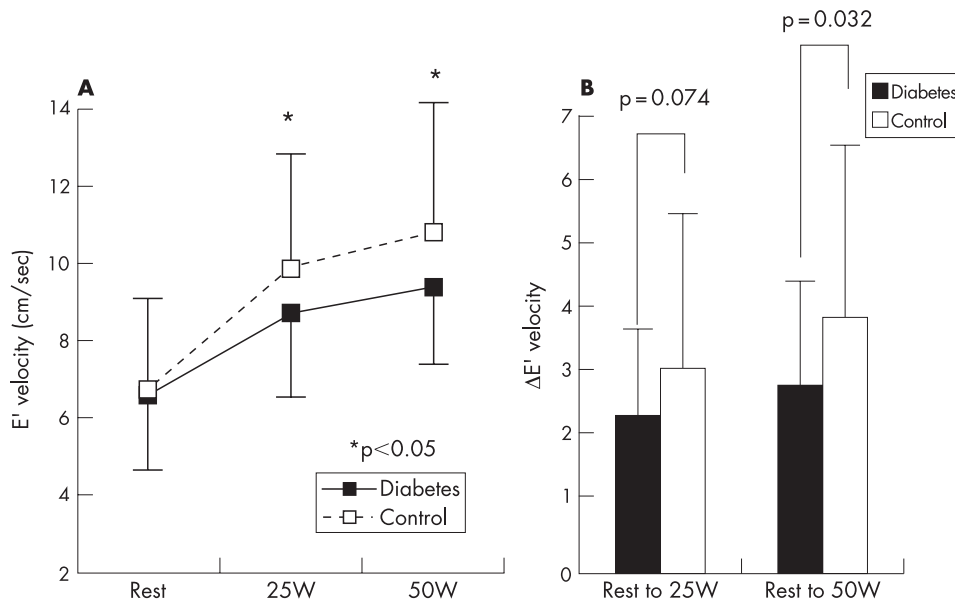 A
E' velocity (cm/sec)
14
12
10
8
6
4
2
*
*
*p<0.05
Diabetes
Control
Rest
25W
50W
B
p=0.074
p=0.032
Diabetes
Control
ΔE' velocity
7
6
5
4
3
2
1
0
Rest to 25W
Rest to 50W